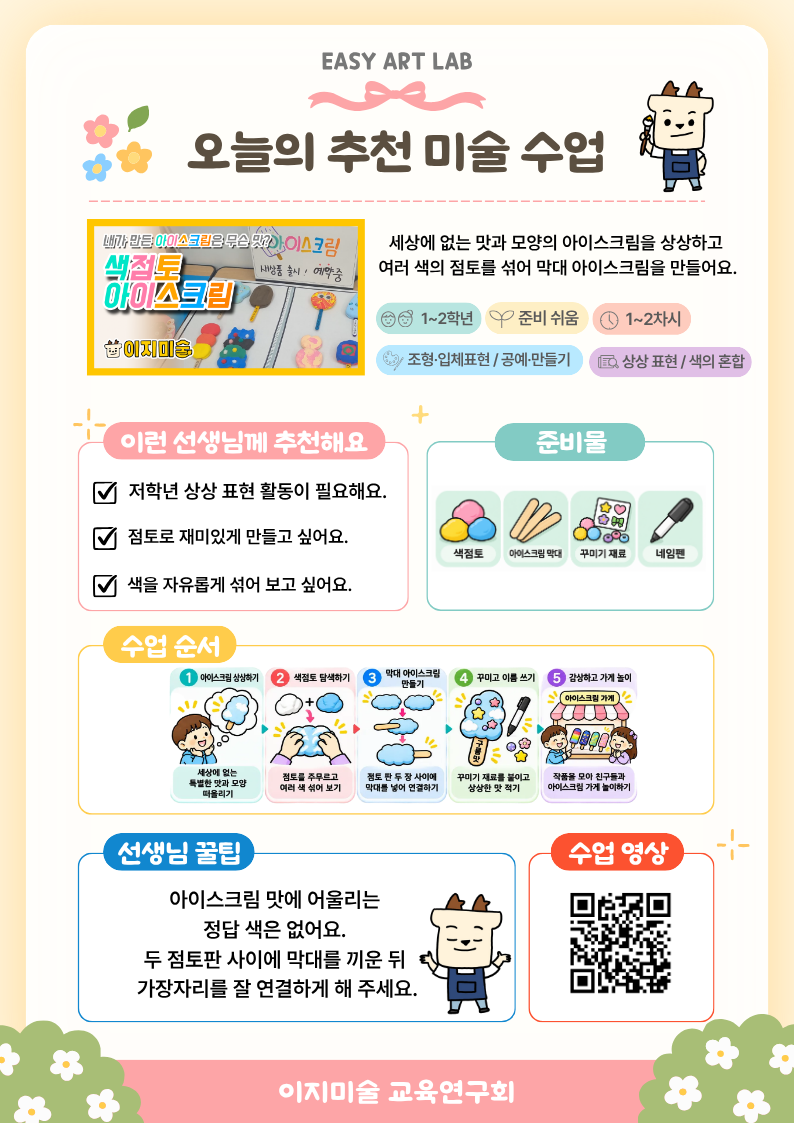 EASY ART LAB
오늘의 추천 미술 수업
내가 만든 아이스크림은 무슨 맛?
색점토
아이스크림
이지미술
아이스크림
새상품 출시! 예약중
세상에 없는 맛과 모양의 아이스크림을 상상하고
여러 색의 점토를 섞어 막대 아이스크림을 만들어요.
1~2학년
준비 쉬움
1~2차시
조형·입체표현 / 공예·만들기
상상 표현 / 색의 혼합
이런 선생님께 추천해요
저학년 상상 표현 활동이 필요해요.
점토로 재미있게 만들고 싶어요.
색을 자유롭게 섞어 보고 싶어요.
준비물
색점토
아이스크림 막대
꾸미기 재료
네임펜
수업 순서
1 아이스크림 상상하기
세상에 없는
특별한 맛과 모양
떠올리기
2 색점토 탐색하기
+
점토를 주무르고
여러 색 섞어 보기
3 막대 아이스크림
만들기
점토 판 두 장 사이에
막대를 넣어 연결하기
4 꾸미고 이름 쓰기
구름맛
꾸미기 재료를 붙이고
상상한 맛 적기
5 감상하고 가게 놀이
아이스크림 가게
작품을 모아 친구들과
아이스크림 가게 놀이하기
선생님 꿀팁
아이스크림 맛에 어울리는
정답 색은 없어요.
두 점토판 사이에 막대를 끼운 뒤
가장자리를 잘 연결하게 해 주세요.
수업 영상
이지미술 교육연구회